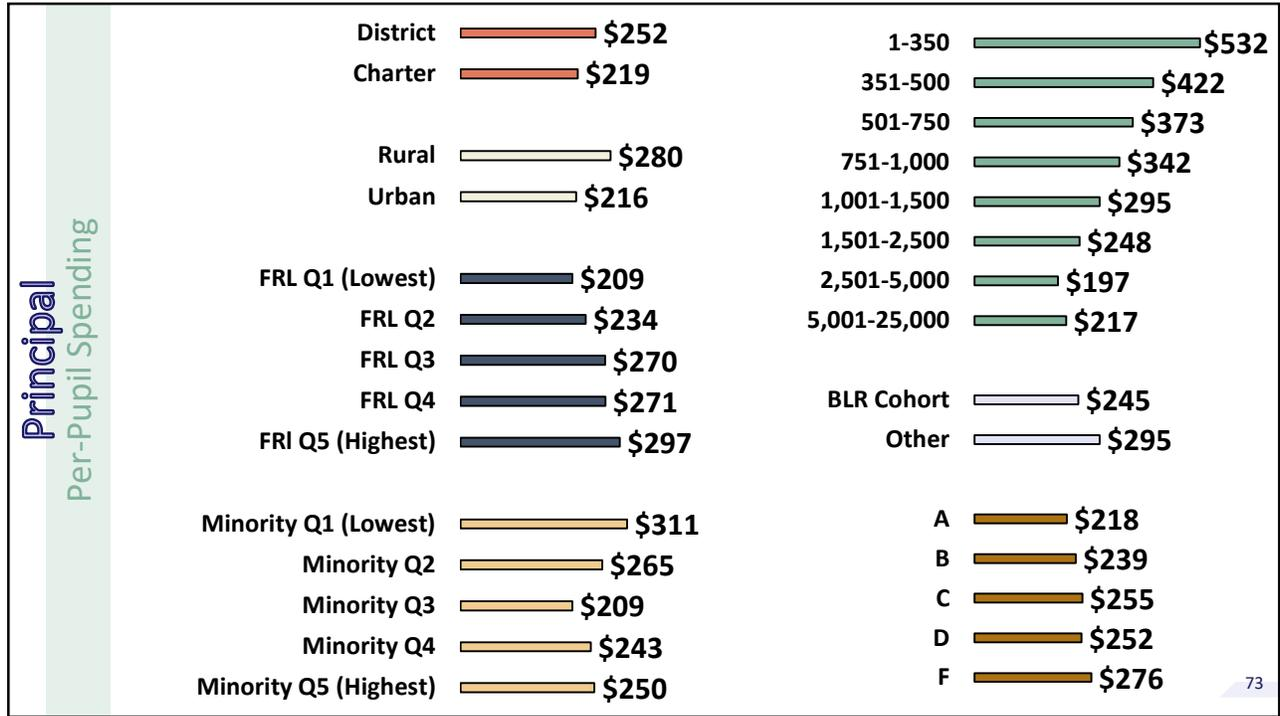 Principal
Per-Pupil Spending
District $252
Charter $219
Rural $280
Urban $216
FRL Q1 (Lowest) $209
FRL Q2 $234
FRL Q3 $270
FRL Q4 $271
FRl Q5 (Highest) $297
Minority Q1 (Lowest) $311
Minority Q2 $265
Minority Q3 $209
Minority Q4 $243
Minority Q5 (Highest) $250
1-350 $532
351-500 $422
501-750 $373
751-1,000 $342
1,001-1,500 $295
1,501-2,500 $248
2,501-5,000 $197
5,001-25,000 $217
BLR Cohort $245
Other $295
A $218
B $239
C $255
D $252
F $276
73